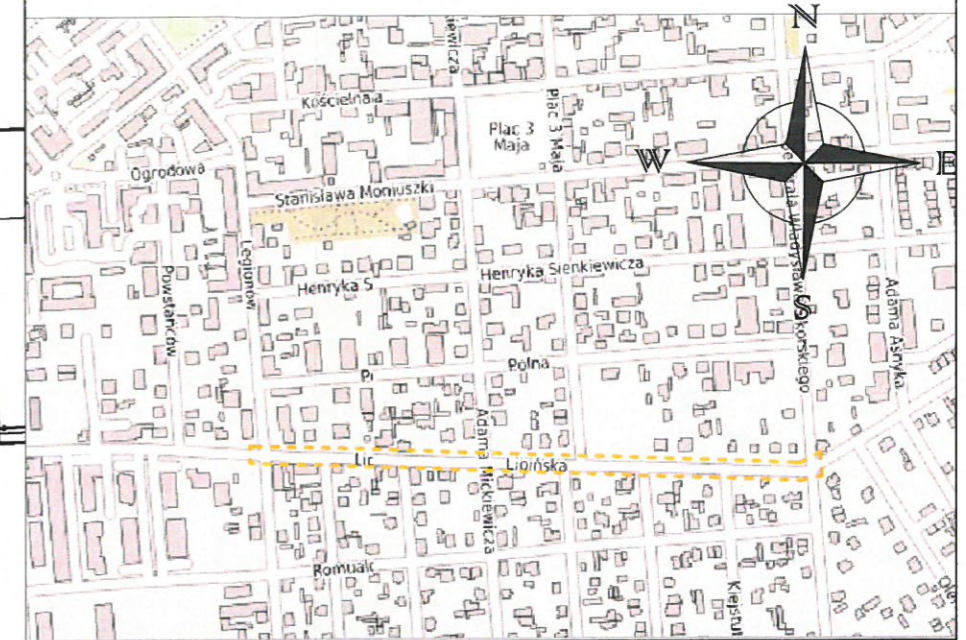 N
Kościelna
Plac 3
Maja
Plac 3 Maja
W
E
Ogrodowa
Stanisława Moniuszki
Legionów
Powstańców
Henryka S
Henryka Sienkiewicza
S
Adama Asnyka
Polna
Adama Mickiewicza
Lipińska
Romuald